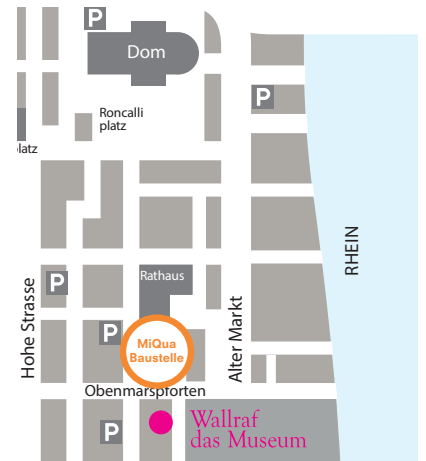 P
Dom
P
Roncalli
platz
latz
RHEIN
Rathaus
P
Hohe Strasse
Alter Markt
P
MiQua
Baustelle
Obenmarspforten
Wallraf
das Museum
P